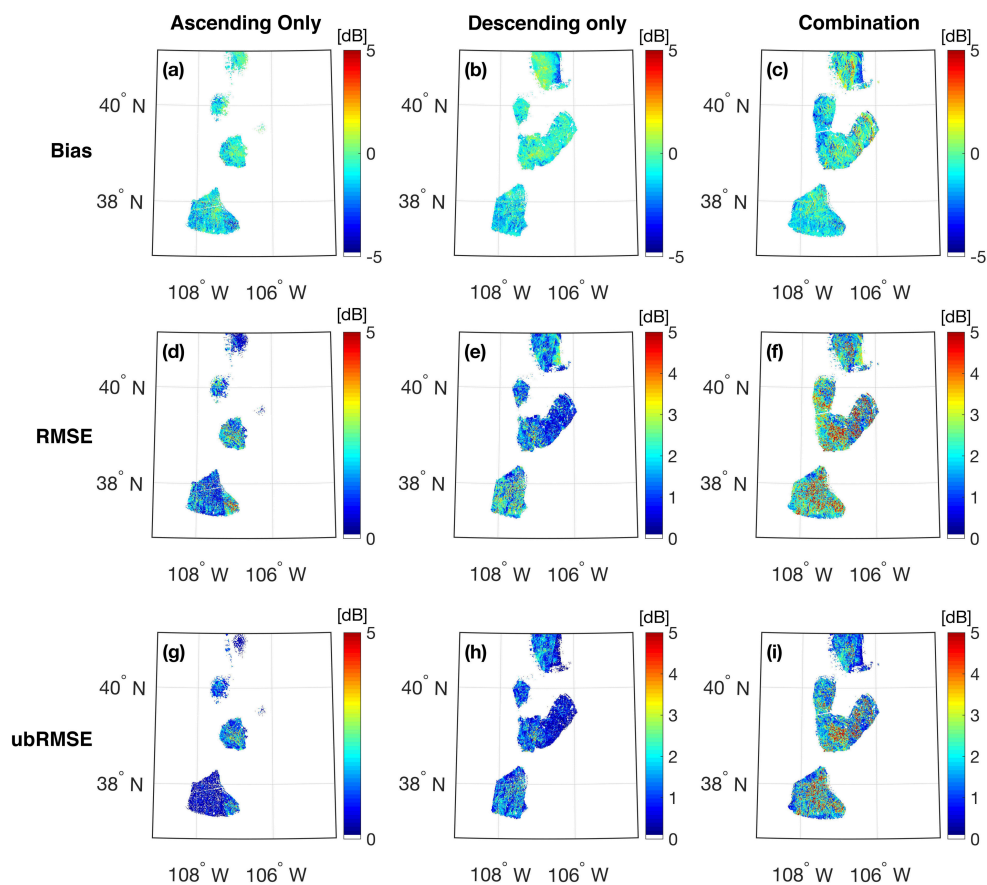 Ascending Only
Descending only
Combination
[dB] [dB] [dB]
(a) 5 (b) 5 (c) 5
40° N 40° N 40° N
Bias 0 0 0
38° N 38° N 38° N
-5 -5 -5
108° W 106° W 108° W 106° W 108° W 106° W
[dB] [dB] [dB]
(d) 5 (e) 5 (f) 5
4 4
40° N 40° N 40° N
3 3
RMSE
2 2
38° N 38° N 38° N
1 1
0 0 0
108° W 106° W 108° W 106° W 108° W 106° W
[dB] [dB] [dB]
(g) 5 (h) 5 (i) 5
4 4
40° N 40° N 40° N
3 3
ubRMSE
2 2
38° N 38° N 38° N
1 1
0 0 0
108° W 106° W 108° W 106° W 108° W 106° W